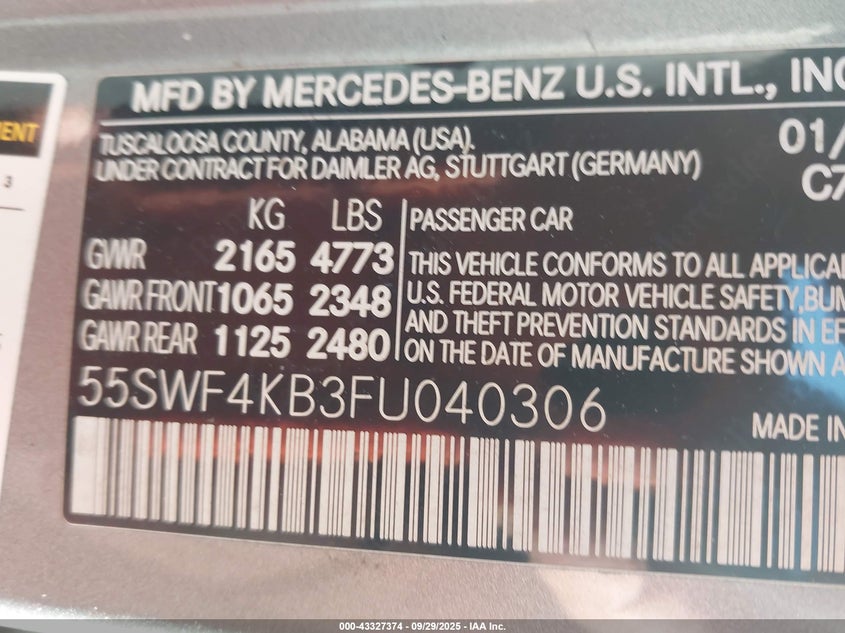 MFD BY MERCEDES-BENZ U.S. INTL., INC
TUSCALOOSA COUNTY, ALABAMA (USA).
UNDER CONTRACT FOR DAIMLER AG, STUTTGART (GERMANY)
01/
C7
KG LBS
GVWR 2165 4773
GAWR FRONT 1065 2348
GAWR REAR 1125 2480
PASSENGER CAR
THIS VEHICLE CONFORMS TO ALL APPLICA
U.S. FEDERAL MOTOR VEHICLE SAFETY, BUM
AND THEFT PREVENTION STANDARDS IN EF
ON THE DATE OF MANUFACTURE SHOWN A
55SWF4KB3FU040306
MADE IN
MENT
3
000-43327374 - 09/29/2025 - IAA Inc.